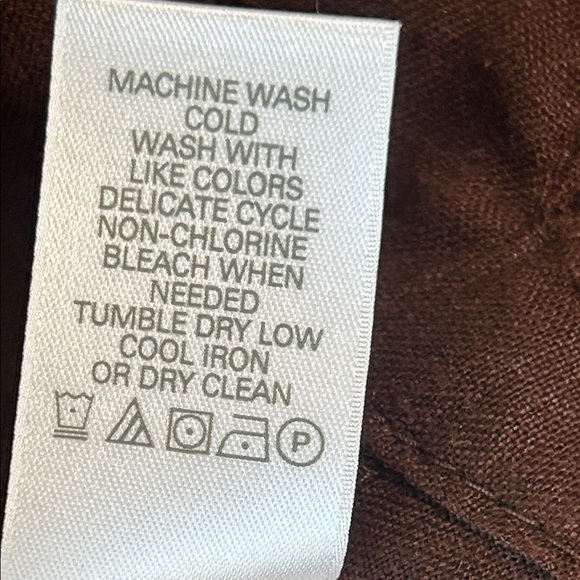 MACHINE WASH
COLD
WASH WITH
LIKE COLORS
DELICATE CYCLE
NON-CHLORINE
BLEACH WHEN
NEEDED
TUMBLE DRY LOW
COOL IRON
OR DRY CLEAN
P